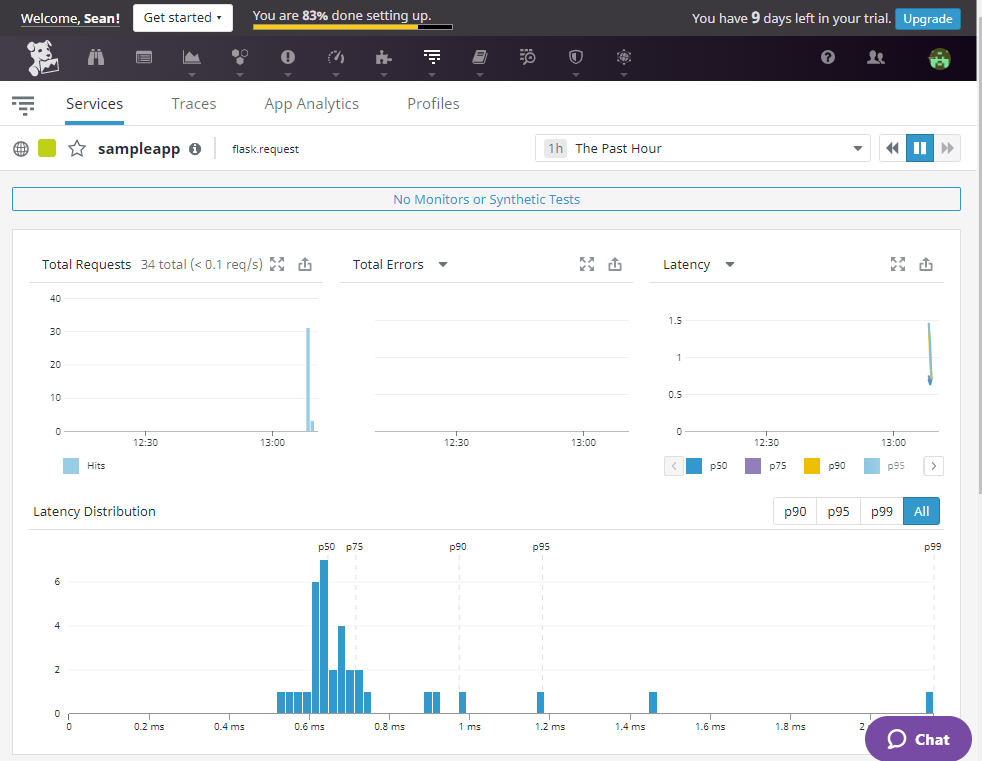 Welcome, Sean! Get started You are 83% done setting up. You have 9 days left in your trial. Upgrade
Services Traces App Analytics Profiles
sampleapp flask.request 1h The Past Hour
No Monitors or Synthetic Tests
Total Requests 34 total (< 0.1 req/s) Total Errors Latency
40
30
20
10
0
12:30 13:00
Hits
12:30 13:00
1.5
1
0.5
0
12:30 13:00
p50 p75 p90 p95
Latency Distribution p90 p95 p99 All
p50 p75 p90 p95 p99
6
4
2
0
0 0.2 ms 0.4 ms 0.6 ms 0.8 ms 1 ms 1.2 ms 1.4 ms 1.6 ms 1.8 ms 2
Chat